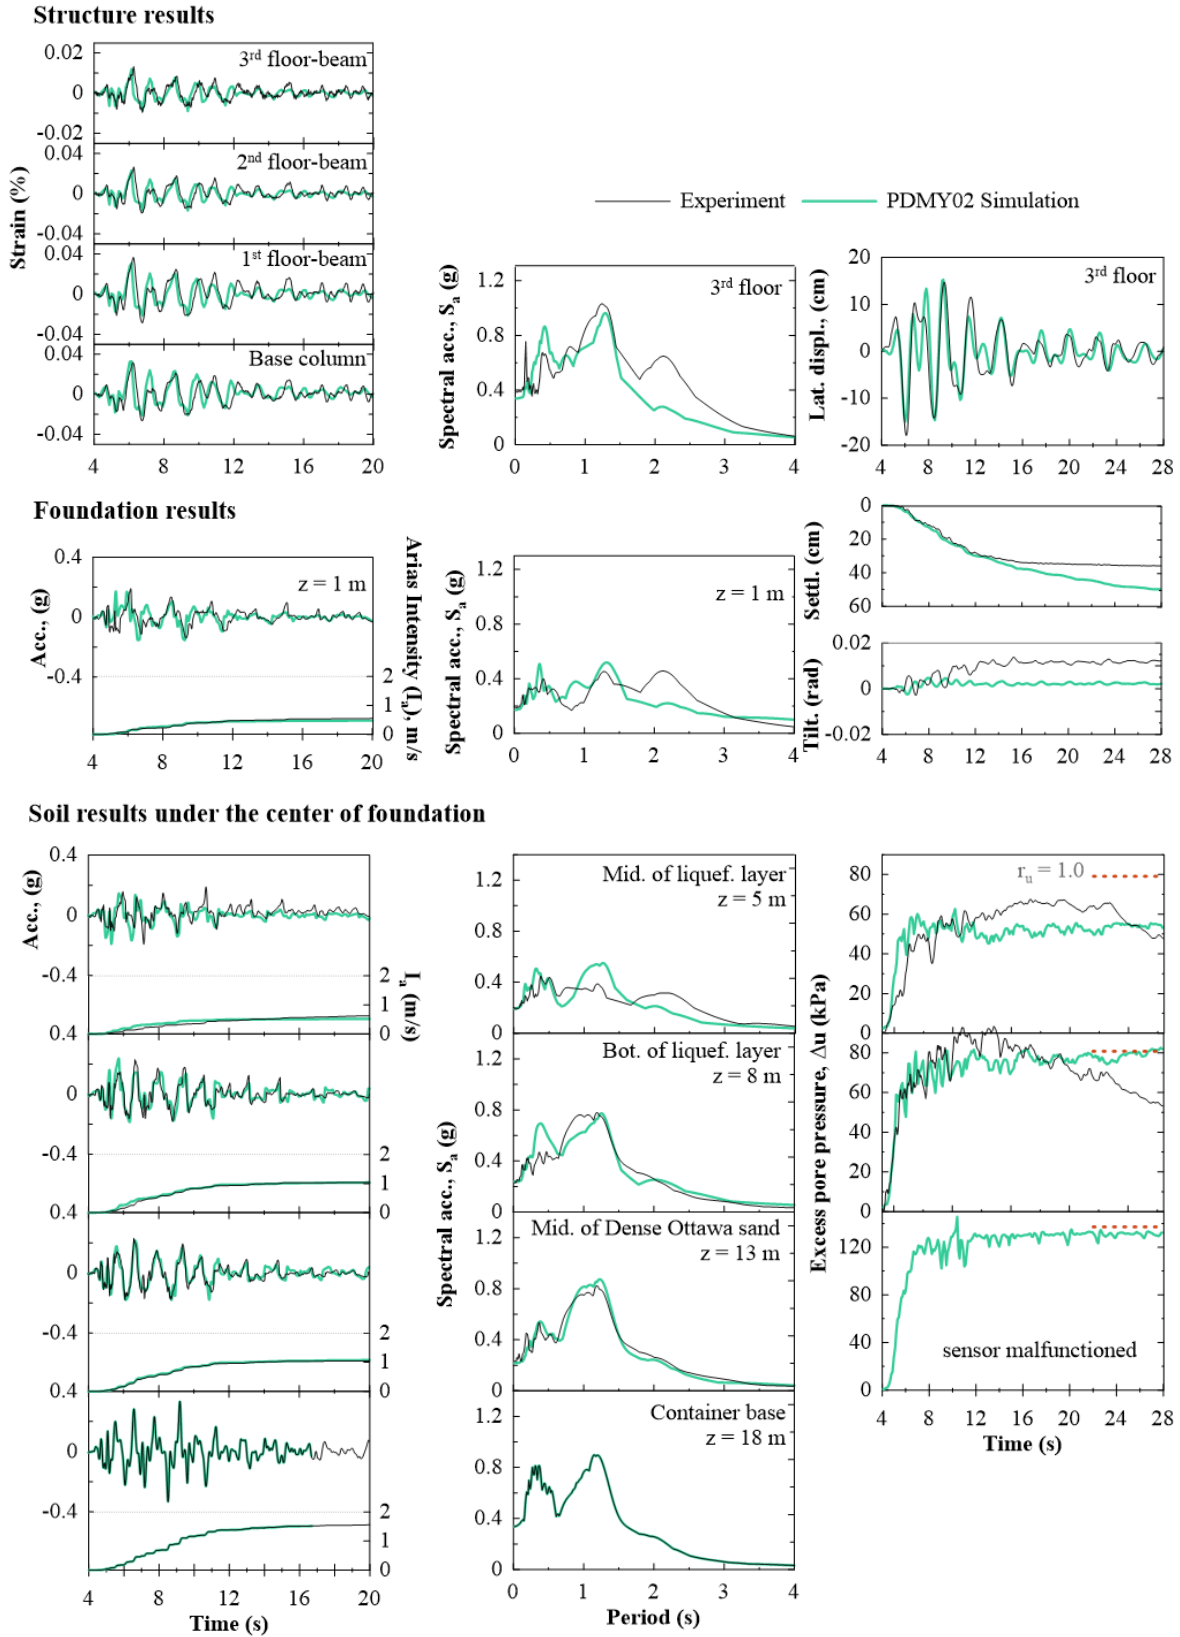 Structure results
0.02
0
-0.02
3rd floor-beam
0.04
0
-0.04
2nd floor-beam
0.04
0
-0.04
1st floor-beam
0.04
0
-0.04
Base column
Strain (%)
4 8 12 16 20
Experiment
PDMY02 Simulation
Spectral acc., Sa (g)
1.2
0.8
0.4
0
3rd floor
0 1 2 3 4
Lat. displ., (cm)
20
10
0
-10
-20
3rd floor
4 8 12 16 20 24 28
Foundation results
Acc., (g)
0.4
0
-0.4
z = 1 m
2
1
0
Arias Intensity (Ia), m/s
4 8 12 16 20
Spectral acc., Sa (g)
1.2
0.8
0.4
0
z = 1 m
0 1 2 3 4
Settl. (cm)
0
20
40
60
Tilt. (rad)
0.02
0
-0.02
4 8 12 16 20 24 28
Soil results under the center of foundation
Acc., (g)
0.4
0
-0.4
2
1
0
Ia (m/s)
0.4
0
-0.4
2
1
0
0.4
0
-0.4
2
1
0
0.4
0
-0.4
2
1
0
4 8 12 16 20
Time (s)
Spectral acc., Sa (g)
Mid. of liquef. layer
z = 5 m
1.2
0.8
0.4
0
Bot. of liquef. layer
z = 8 m
1.2
0.8
0.4
0
Mid. of Dense Ottawa sand
z = 13 m
1.2
0.8
0.4
0
Container base
z = 18 m
1.2
0.8
0.4
0
0 1 2 3 4
Period (s)
Excess pore pressure, Δu (kPa)
80
60
40
20
0
ru = 1.0
80
60
40
20
0
120
80
40
0
sensor malfunctioned
4 8 12 16 20 24 28
Time (s)